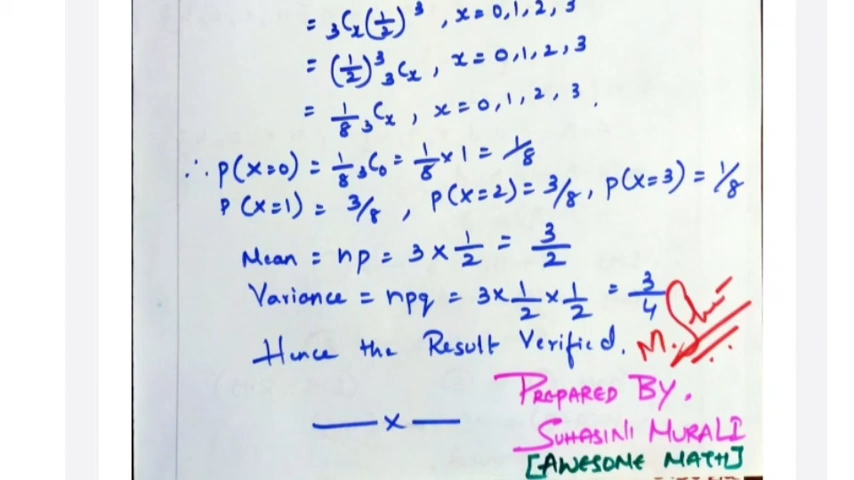 = ₃Cₓ(1/2)³, x = 0, 1, 2, 3
= (1/2)³ ₃Cₓ, x = 0, 1, 2, 3
= 1/8 ₃Cₓ, x = 0, 1, 2, 3.
∴ P(X=0) = 1/8 ₃C₀ = 1/8 × 1 = 1/8
P(X=1) = 3/8, P(X=2) = 3/8, P(X=3) = 1/8
Mean = np = 3 × 1/2 = 3/2
Variance = npq = 3 × 1/2 × 1/2 = 3/4
Hence the Result Verified.
PREPARED BY.
— x —
SUHASINI MURALI
[AWESOME MATH]